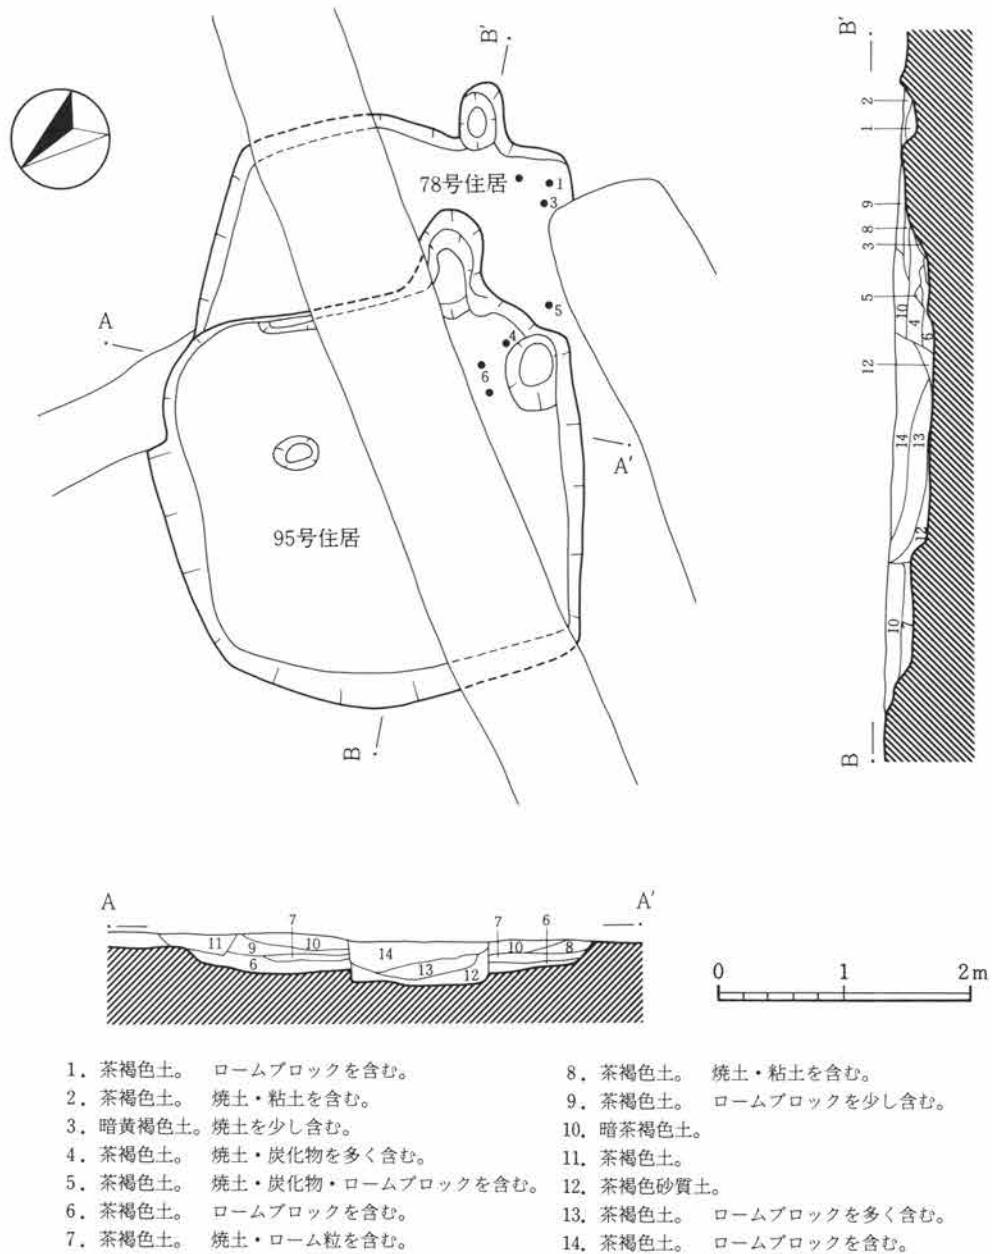 B'
B'
2
1
78号住居
1
3
9
8
3
5
5
A
10
4
6
4
12
6
A'
14
13
95号住居
12
10
7
B
B
A
A'
7
7
6
11
9
10
14
10
8
6
13
12
0 1 2m
1. 茶褐色土。 ロームブロックを含む。
2. 茶褐色土。 焼土・粘土を含む。
3. 暗黄褐色土。焼土を少し含む。
4. 茶褐色土。 焼土・炭化物を多く含む。
5. 茶褐色土。 焼土・炭化物・ロームブロックを含む。
6. 茶褐色土。 ロームブロックを含む。
7. 茶褐色土。 焼土・ローム粒を含む。
8. 茶褐色土。 焼土・粘土を含む。
9. 茶褐色土。 ロームブロックを少し含む。
10. 暗茶褐色土。
11. 茶褐色土。
12. 茶褐色砂質土。
13. 茶褐色土。 ロームブロックを多く含む。
14. 茶褐色土。 ロームブロックを含む。